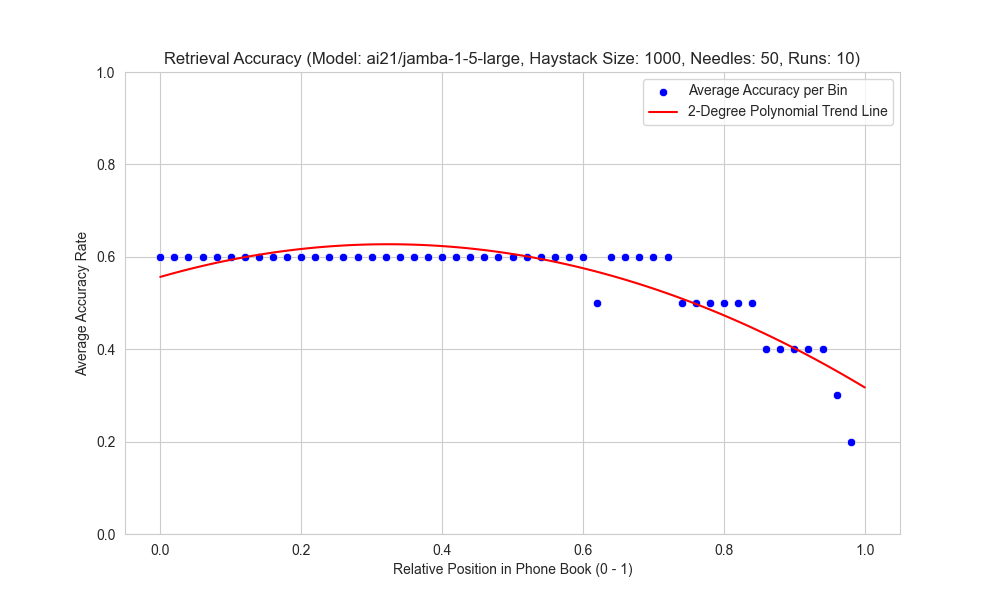 Retrieval Accuracy (Model: ai21/jamba-1-5-large, Haystack Size: 1000, Needles: 50, Runs: 10)
Average Accuracy per Bin
2-Degree Polynomial Trend Line
Average Accuracy Rate
1.0
0.8
0.6
0.4
0.2
0.0
0.0 0.2 0.4 0.6 0.8 1.0
Relative Position in Phone Book (0 - 1)